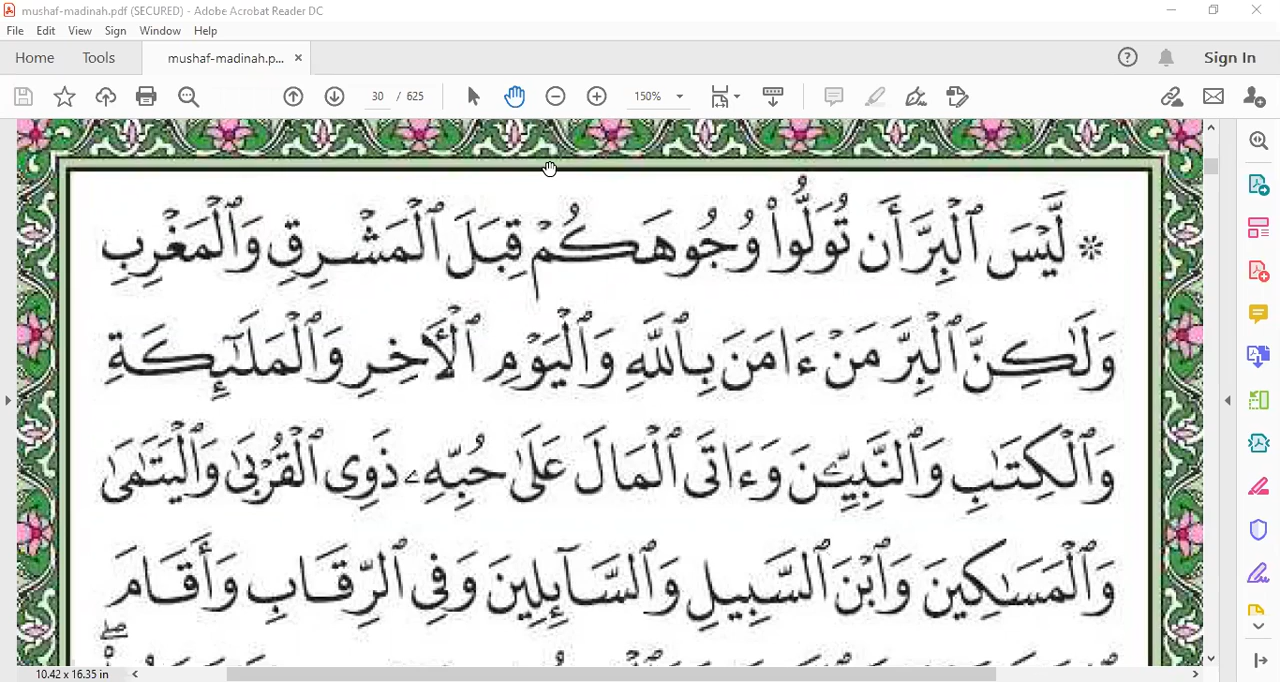 mushaf-madinah.pdf (SECURED) - Adobe Acrobat Reader DC
File Edit View Sign Window Help
Home Tools mushaf-madinah.p... Sign In
30 / 625 150%
۞ لَّيْسَ ٱلْبِرَّ أَن تُوَلُّوا۟ وُجُوهَكُمْ قِبَلَ ٱلْمَشْرِقِ وَٱلْمَغْرِبِ
وَلَـٰكِنَّ ٱلْبِرَّ مَنْ ءَامَنَ بِٱللَّهِ وَٱلْيَوْمِ ٱلْـَٔاخِرِ وَٱلْمَلَـٰٓئِكَةِ
وَٱلْكِتَـٰبِ وَٱلنَّبِيِّـۧنَ وَءَاتَى ٱلْمَالَ عَلَىٰ حُبِّهِۦ ذَوِى ٱلْقُرْبَىٰ وَٱلْيَتَـٰمَىٰ
وَٱلْمَسَـٰكِينَ وَٱبْنَ ٱلسَّبِيلِ وَٱلسَّآئِلِينَ وَفِى ٱلرِّقَابِ وَأَقَامَ
10.42 x 16.35 in